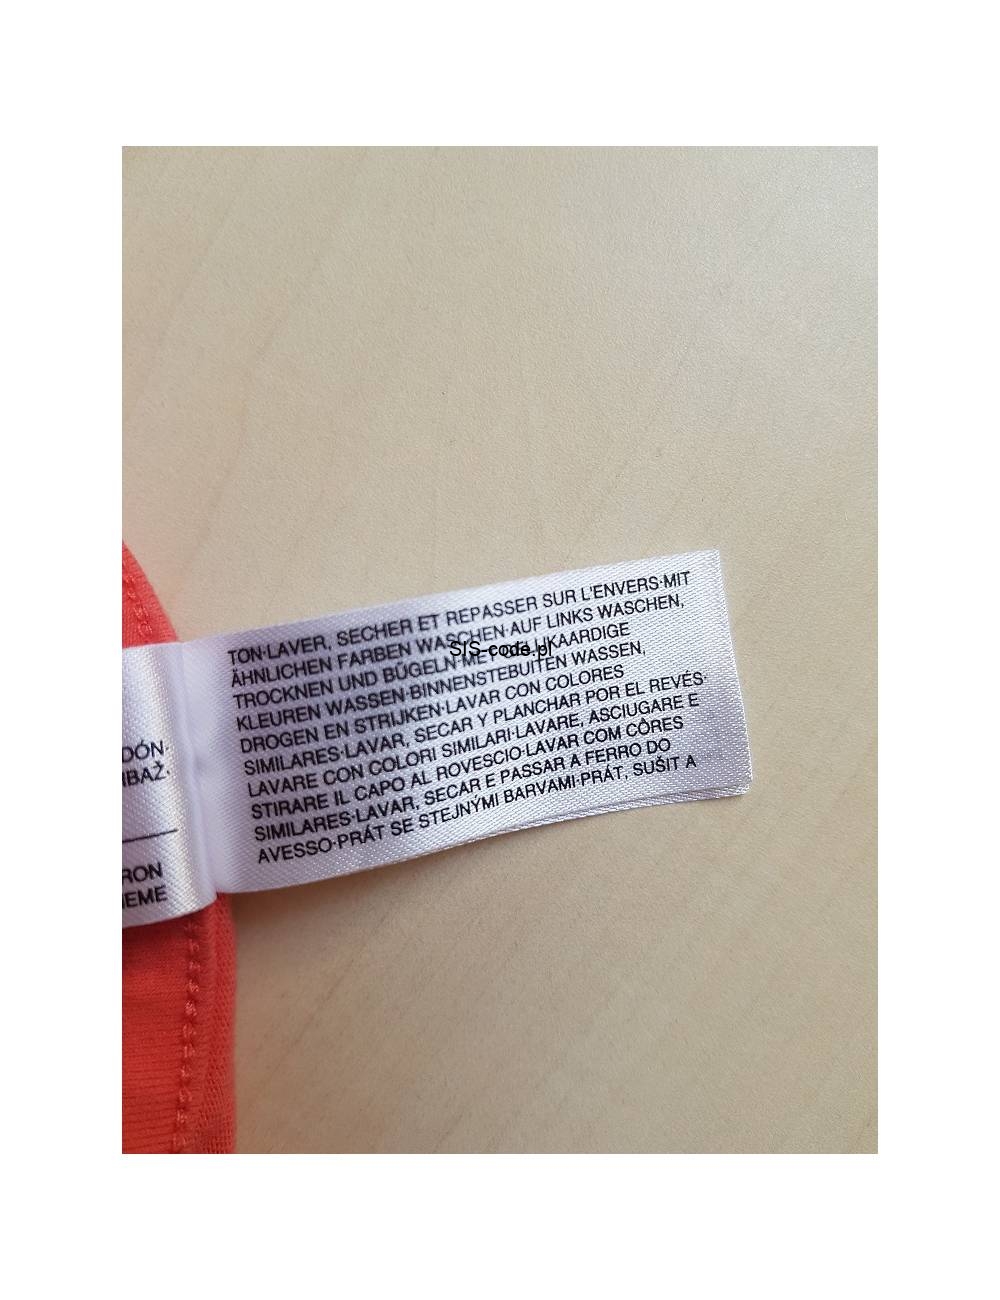 TON·LAVER, SECHER ET REPASSER SUR L'ENVERS·MIT
ÄHNLICHEN FARBEN WASCHEN·AUF LINKS WASCHEN,
TROCKNEN UND BÜGELN·MET GELIJKAARDIGE
KLEUREN WASSEN·BINNENSTEBUITEN WASSEN,
DROGEN EN STRIJKEN·LAVAR CON COLORES
SIMILARES·LAVAR, SECAR Y PLANCHAR POR EL REVÉS·
LAVARE CON COLORI SIMILARI·LAVARE, ASCIUGARE E
STIRARE IL CAPO AL ROVESCIO·LAVAR COM CÔRES
SIMILARES·LAVAR, SECAR E PASSAR A FERRO DO
AVESSO·PRÁT SE STEJNÝMI BARVAMI·PRÁT, SUŠIT A
SIS-code.pl
DÓN·
IBAŽ·
RON
IEME